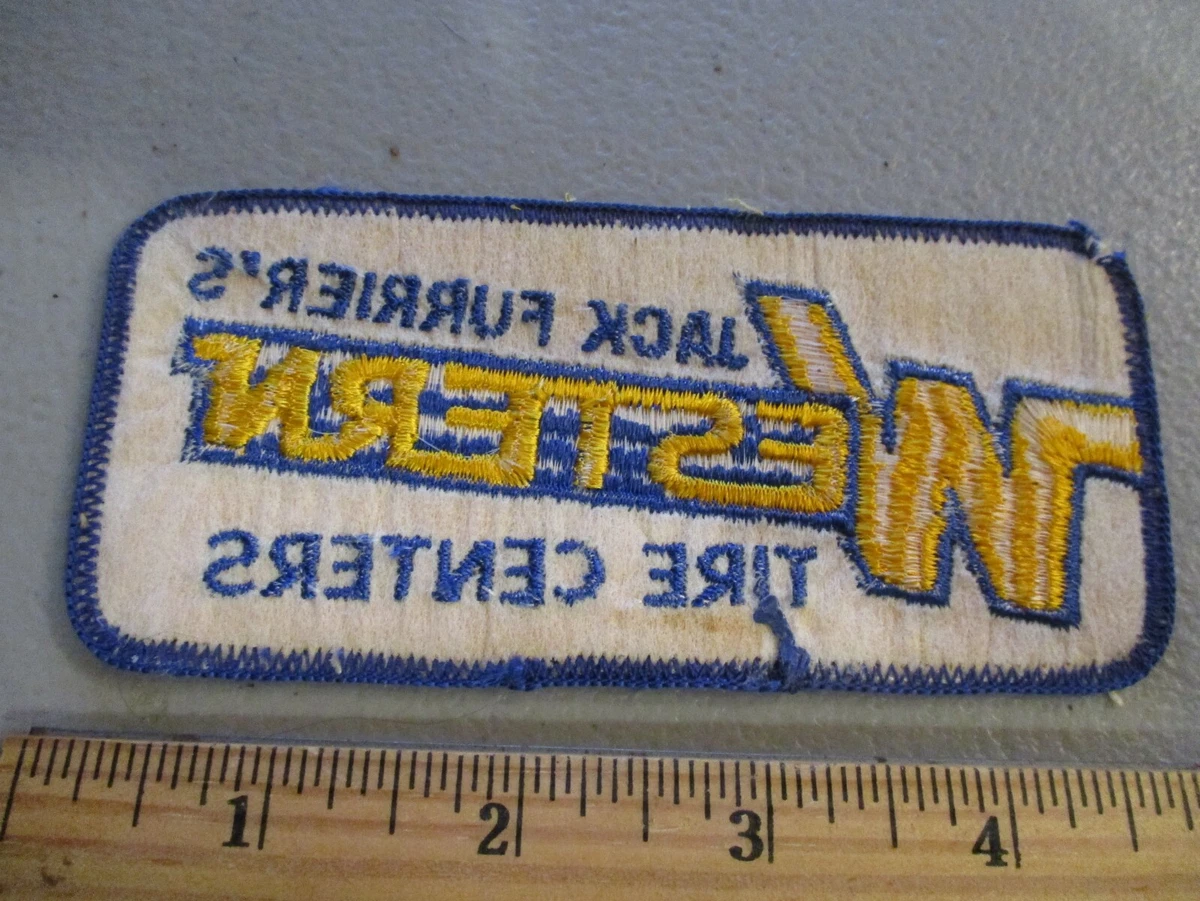 JACK FURRIER'S
WESTERN
TIRE CENTERS
1 2 3 4